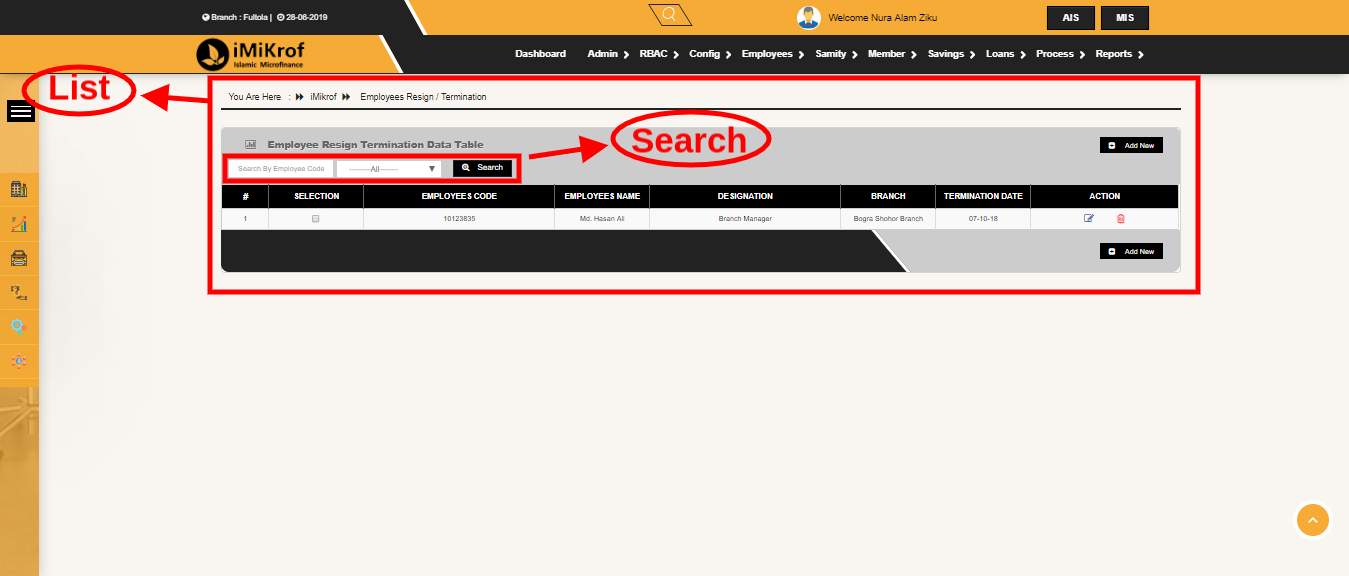 Branch : Fultola | 28-06-2019
Welcome Nura Alam Ziku
AIS MIS
iMiKrof
Islamic Microfinance
Dashboard Admin RBAC Config Employees Samity Member Savings Loans Process Reports
List
You Are Here : iMikrof Employees Resign / Termination
Search
Employee Resign Termination Data Table
Add New
Search By Employee Code --------All------- Search
# SELECTION EMPLOYEES CODE EMPLOYEES NAME DESIGNATION BRANCH TERMINATION DATE ACTION
1 10123835 Md. Hasan Ali Branch Manager Bogra Shohor Branch 07-10-18
Add New